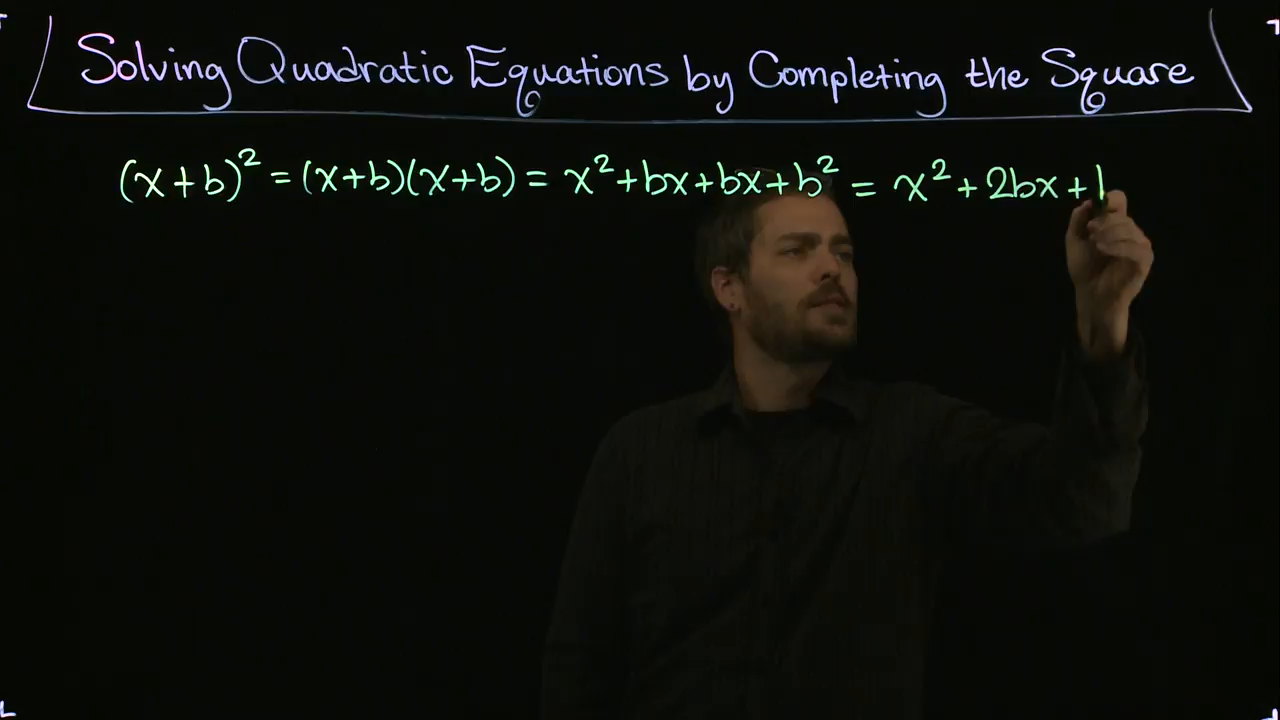 Solving Quadratic Equations by Completing the Square
(x+b)² = (x+b)(x+b) = x²+bx+bx+b² = x²+2bx+